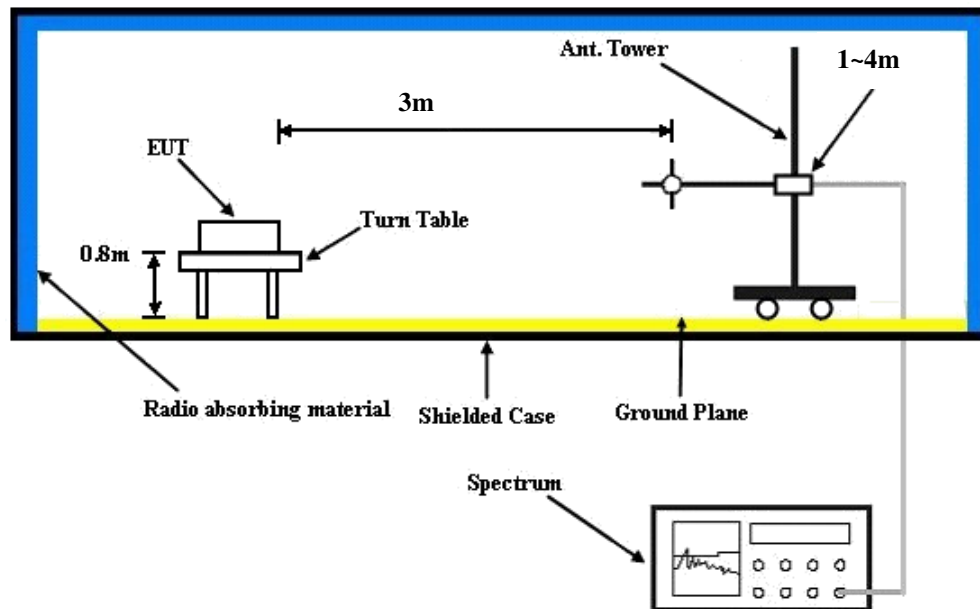 Ant. Tower
1~4m
3m
EUT
Turn Table
0.8m
Radio absorbing material
Shielded Case
Ground Plane
Spectrum